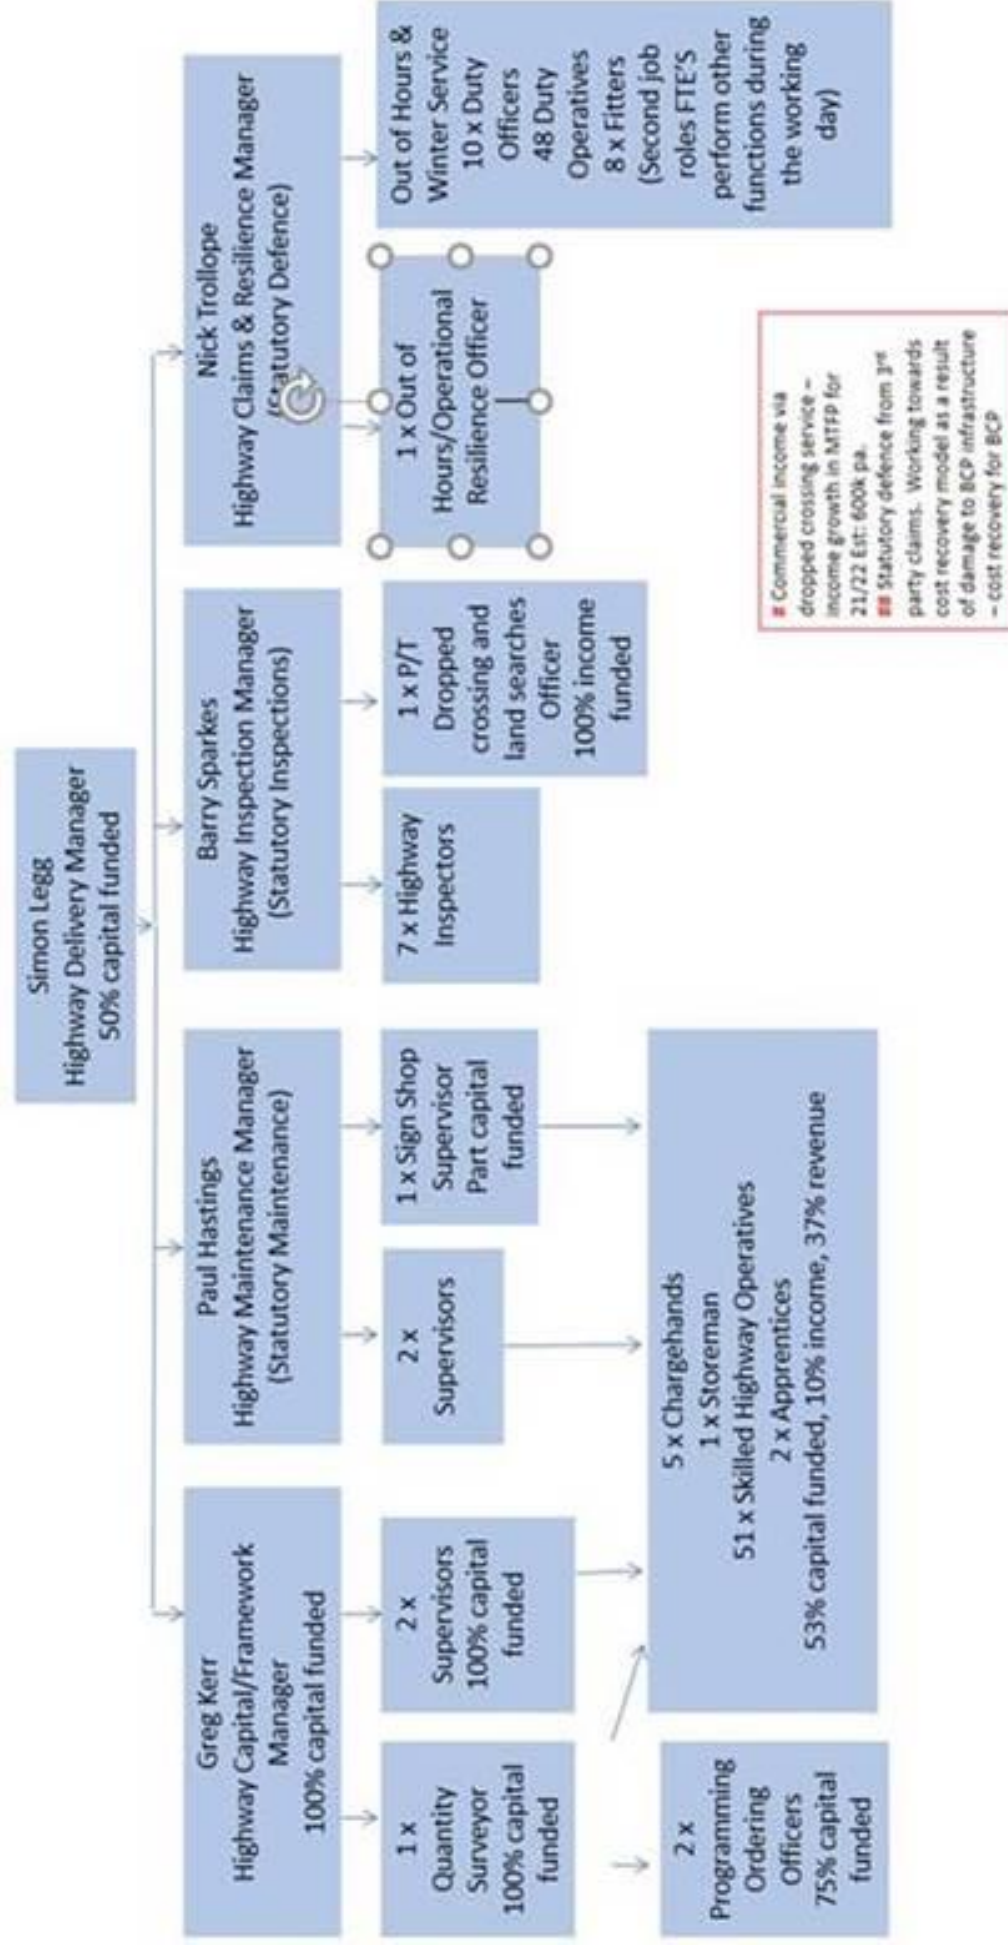 Simon Legg
Highway Delivery Manager
50% capital funded
Greg Kerr
Highway Capital/Framework
Manager
100% capital funded
Paul Hastings
Highway Maintenance Manager
(Statutory Maintenance)
Barry Sparkes
Highway Inspection Manager
(Statutory Inspections)
Nick Trollope
Highway Claims & Resilience Manager
(Statutory Defence)
1 x
Quantity
Surveyor
100% capital
funded
2 x
Supervisors
100% capital
funded
2 x
Supervisors
1 x Sign Shop
Supervisor
Part capital
funded
7 x Highway
Inspectors
1 x P/T
Dropped
crossing and
land searches
Officer
100% income
funded
1 x Out of
Hours/Operational
Resilience Officer
Out of Hours &
Winter Service
10 x Duty
Officers
48 Duty
Operatives
8 x Fitters
(Second job
roles FTE'S
perform other
functions during
the working
day)
2 x
Programming
Ordering
Officers
75% capital
funded
5 x Chargehands
1 x Storeman
51 x Skilled Highway Operatives
2 x Apprentices
53% capital funded, 10% income, 37% revenue
# Commercial income via
dropped crossing service –
income growth in MTFP for
21/22 Est: 600k pa.
## Statutory defence from 3rd
party claims. Working towards
cost recovery model as a result
of damage to BCP infrastructure
– cost recovery for BCP